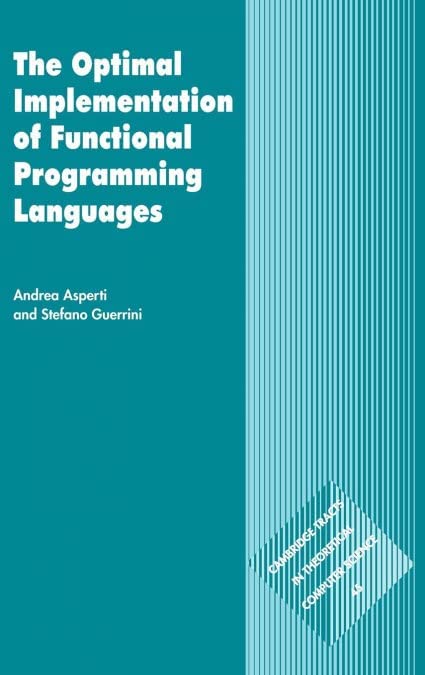 The Optimal
Implementation
of Functional
Programming
Languages
Andrea Asperti
and Stefano Guerrini
CAMBRIDGE TRACTS
IN THEORETICAL
COMPUTER SCIENCE
45